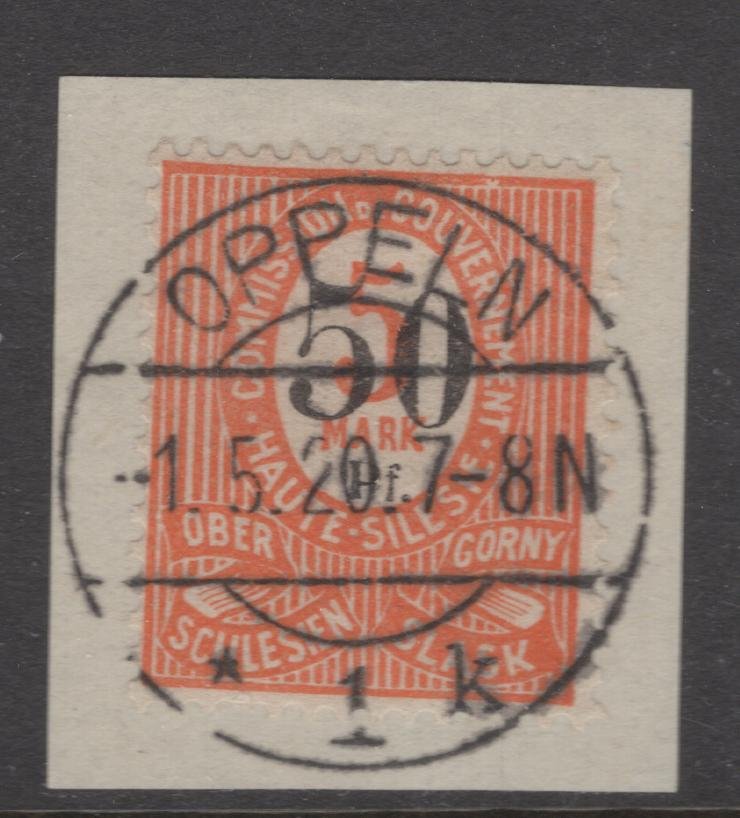 OPPELN
COMMISSION DE GOUVERNEMENT
HAUTE-SILESIE
5
50
MARK
-1.5.20.7-8N
Pf.
OBER
GORNY
SCHLESIEN
SLASK
* 1 k